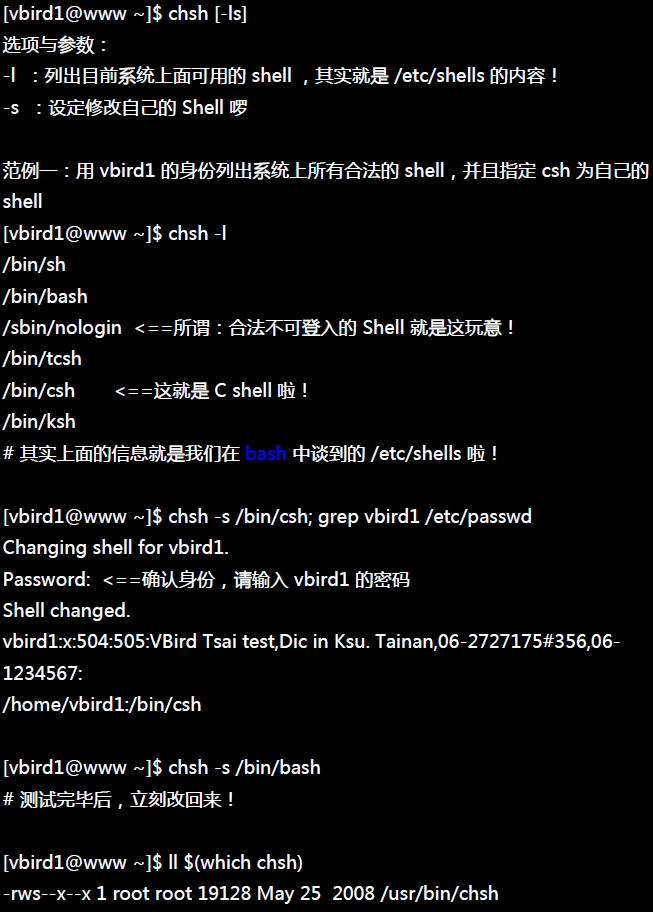 [vbird1@www ~]$ chsh [-ls]
选项与参数：
-l ：列出目前系统上面可用的 shell ，其实就是 /etc/shells 的内容！
-s ：设定修改自己的 Shell 啰
范例一：用 vbird1 的身份列出系统上所有合法的 shell，并且指定 csh 为自己的
shell
[vbird1@www ~]$ chsh -l
/bin/sh
/bin/bash
/sbin/nologin <==所谓：合法不可登入的 Shell 就是这玩意！
/bin/tcsh
/bin/csh <==这就是 C shell 啦！
/bin/ksh
# 其实上面的信息就是我们在 bash 中谈到的 /etc/shells 啦！
[vbird1@www ~]$ chsh -s /bin/csh; grep vbird1 /etc/passwd
Changing shell for vbird1.
Password: <==确认身份，请输入 vbird1 的密码
Shell changed.
vbird1:x:504:505:VBird Tsai test,Dic in Ksu. Tainan,06-2727175#356,06-
1234567:
/home/vbird1:/bin/csh
[vbird1@www ~]$ chsh -s /bin/bash
# 测试完毕后，立刻改回来！
[vbird1@www ~]$ ll $(which chsh)
-rws--x--x 1 root root 19128 May 25 2008 /usr/bin/chsh